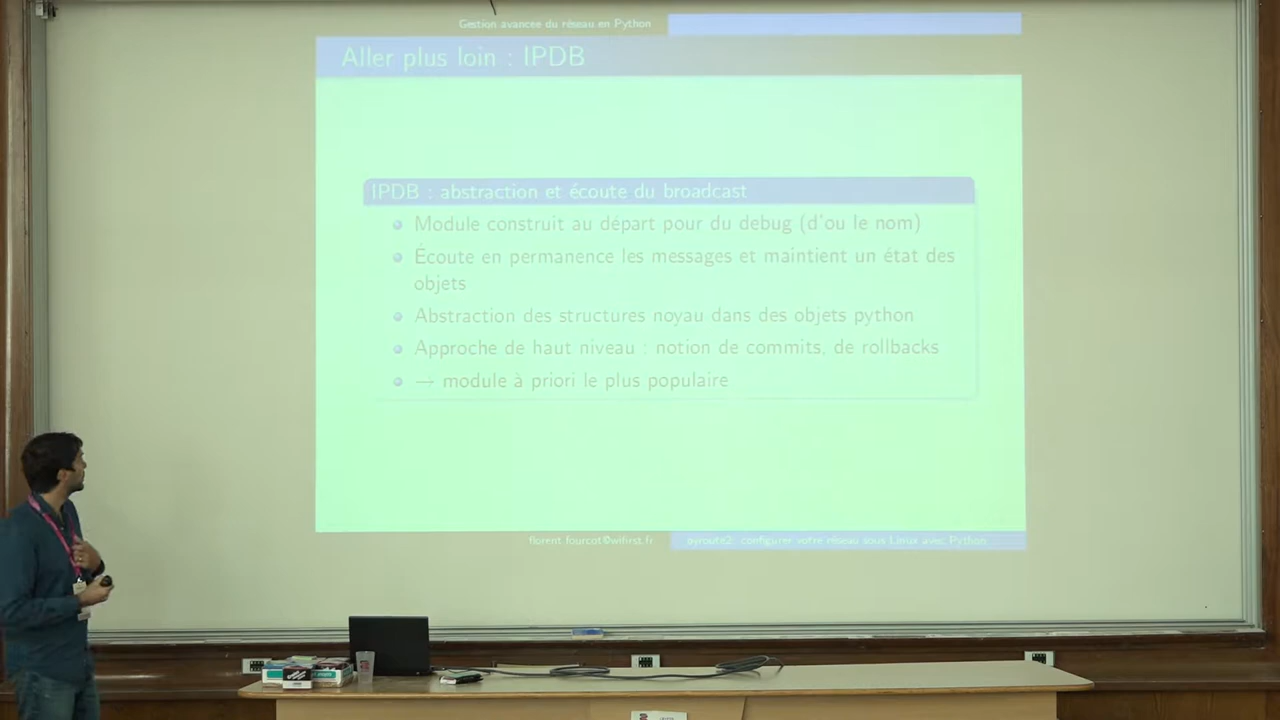 Gestion avancée du réseau en Python
Aller plus loin : IPDB
IPDB : abstraction et écoute du broadcast
Module construit au départ pour du debug (d'ou le nom)
Écoute en permanence les messages et maintient un état des
objets
Abstraction des structures noyau dans des objets python
Approche de haut niveau : notion de commits, de rollbacks
→ module à priori le plus populaire
florent.fourcot@wifirst.fr
pyroute2: configurer votre réseau sous Linux avec Python